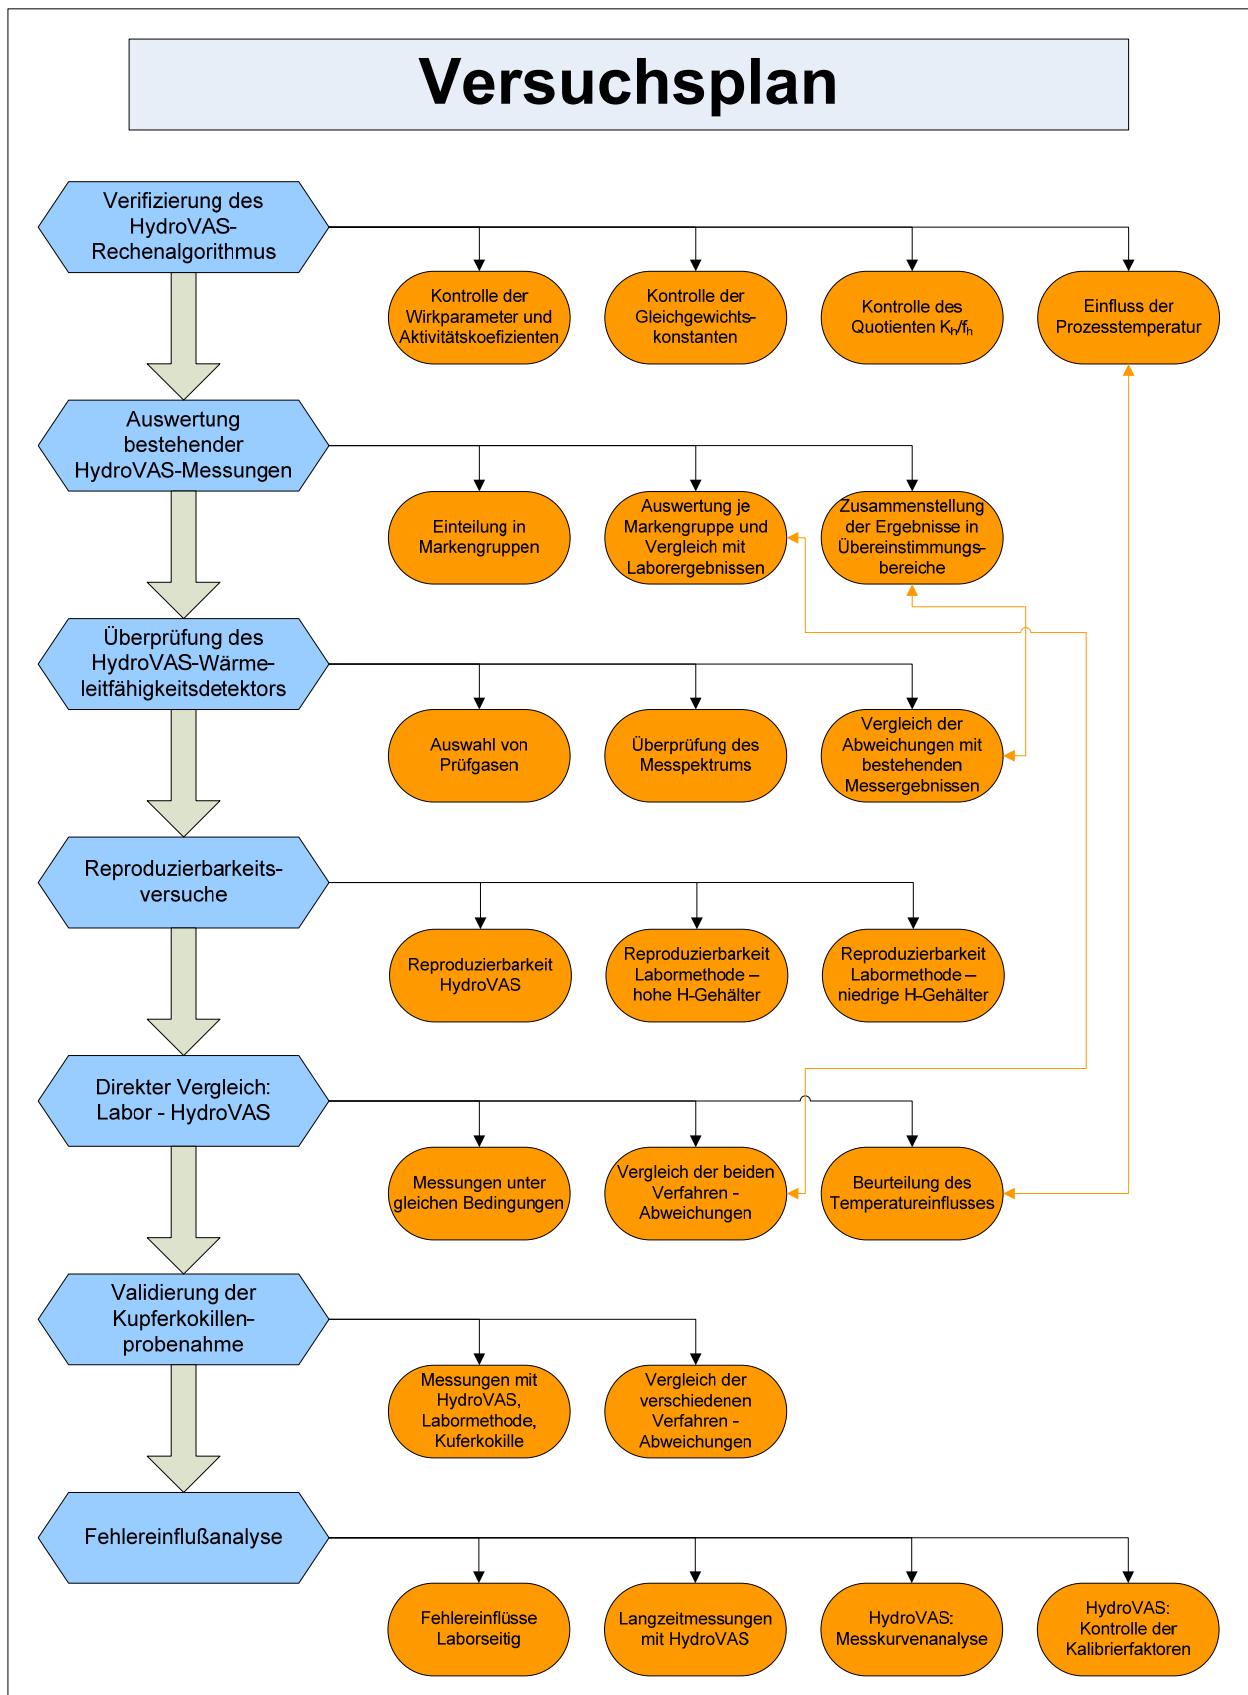 Versuchsplan
Verifizierung des
HydroVAS-
Rechenalgorithmus
Kontrolle der
Wirkparameter und
Aktivitätskoefizienten
Kontrolle der
Gleichgewichts-
konstanten
Kontrolle des
Quotienten Kh/fh
Einfluss der
Prozesstemperatur
Auswertung
bestehender
HydroVAS-Messungen
Einteilung in
Markengruppen
Auswertung je
Markengruppe und
Vergleich mit
Laborergebnissen
Zusammenstellung
der Ergebnisse in
Übereinstimmungs-
bereiche
Überprüfung des
HydroVAS-Wärme-
leitfähigkeitsdetektors
Auswahl von
Prüfgasen
Überprüfung des
Messpektrums
Vergleich der
Abweichungen mit
bestehenden
Messergebnissen
Reproduzierbarkeits-
versuche
Reproduzierbarkeit
HydroVAS
Reproduzierbarkeit
Labormethode –
hohe H-Gehälter
Reproduzierbarkeit
Labormethode –
niedrige H-Gehälter
Direkter Vergleich:
Labor - HydroVAS
Messungen unter
gleichen Bedingungen
Vergleich der beiden
Verfahren -
Abweichungen
Beurteilung des
Temperatureinflusses
Validierung der
Kupferkokillen-
probenahme
Messungen mit
HydroVAS,
Labormethode,
Kuferkokille
Vergleich der
verschiedenen
Verfahren -
Abweichungen
Fehlereinflußanalyse
Fehlereinflüsse
Laborseitig
Langzeitmessungen
mit HydroVAS
HydroVAS:
Messkurvenanalyse
HydroVAS:
Kontrolle der
Kalibrierfaktoren